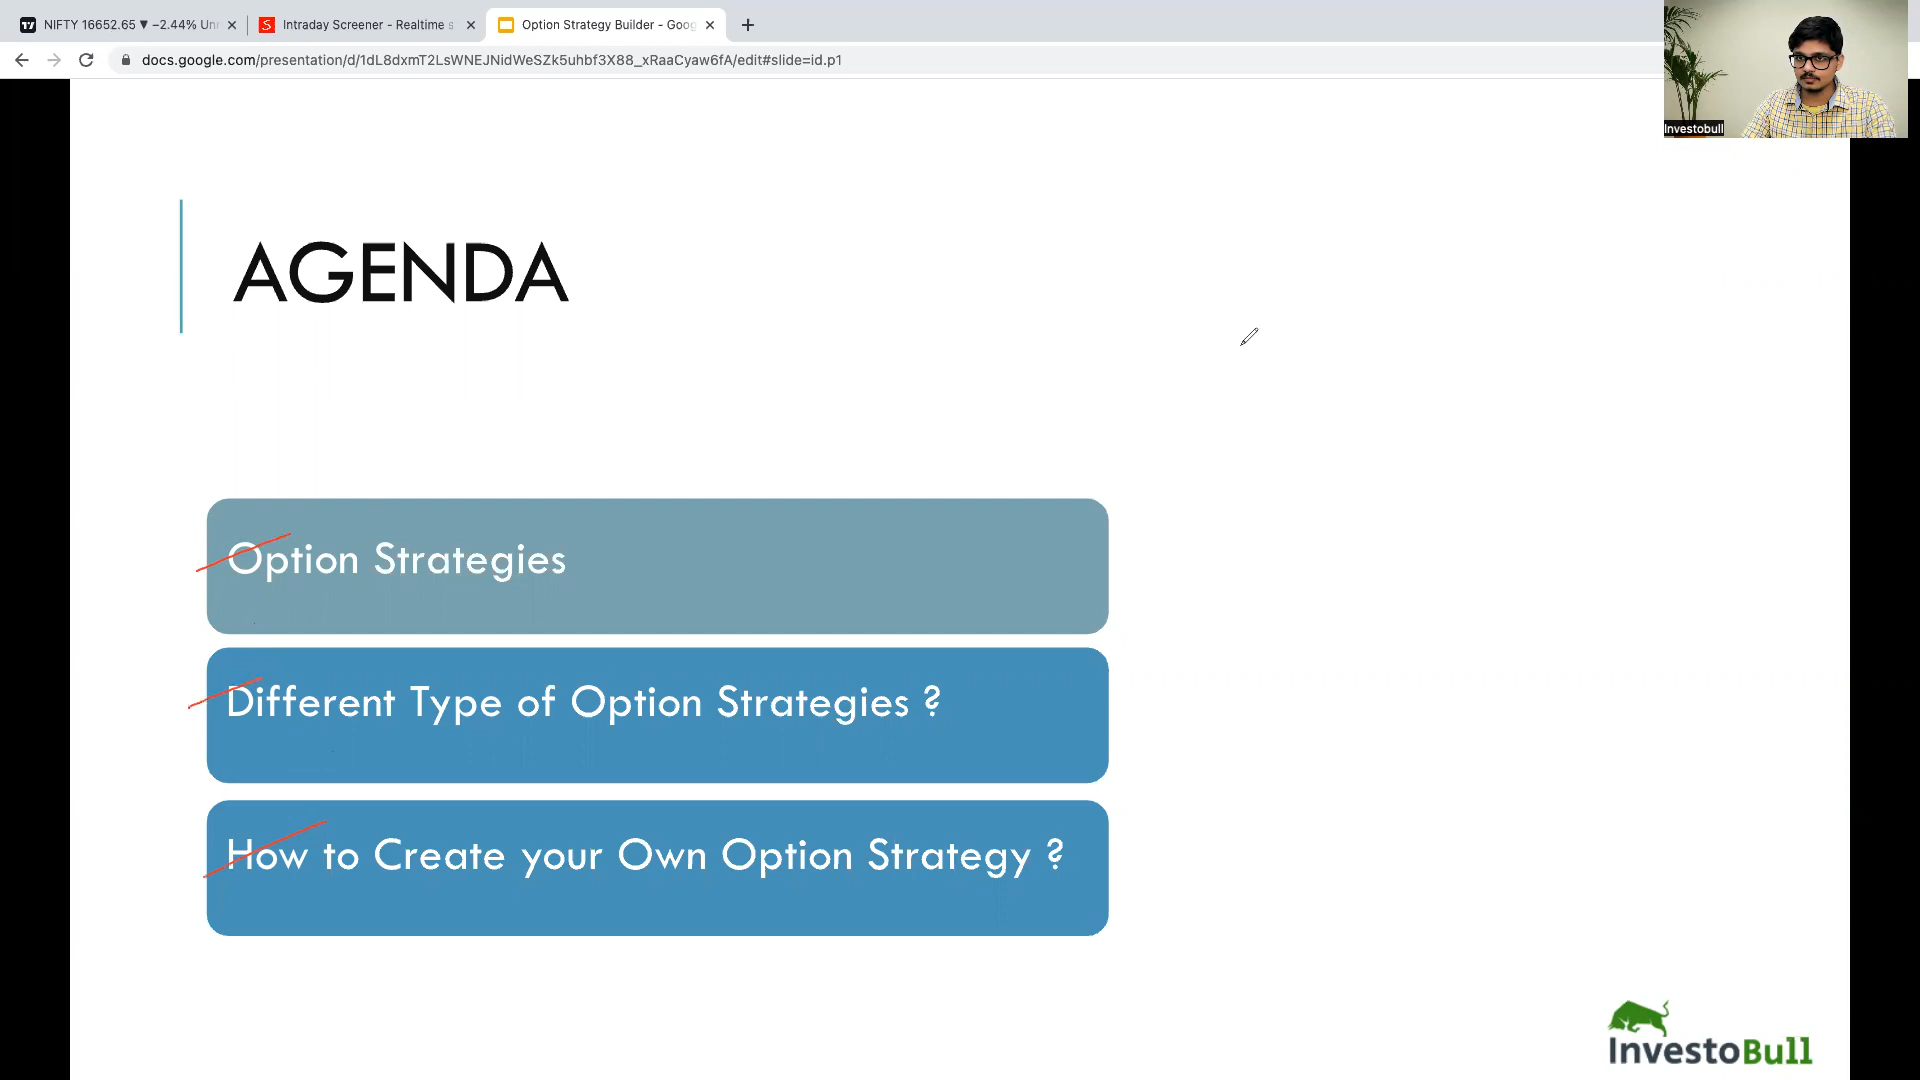 NIFTY 16652.65 ▼ −2.44% Un
Intraday Screener - Realtime s
Option Strategy Builder - Goog
docs.google.com/presentation/d/1dL8dxmT2LsWNEJNidWeSZk5uhbf3X88_xRaaCyaw6fA/edit#slide=id.p1
Investobull
AGENDA
Option Strategies
Different Type of Option Strategies ?
How to Create your Own Option Strategy ?
InvestoBull